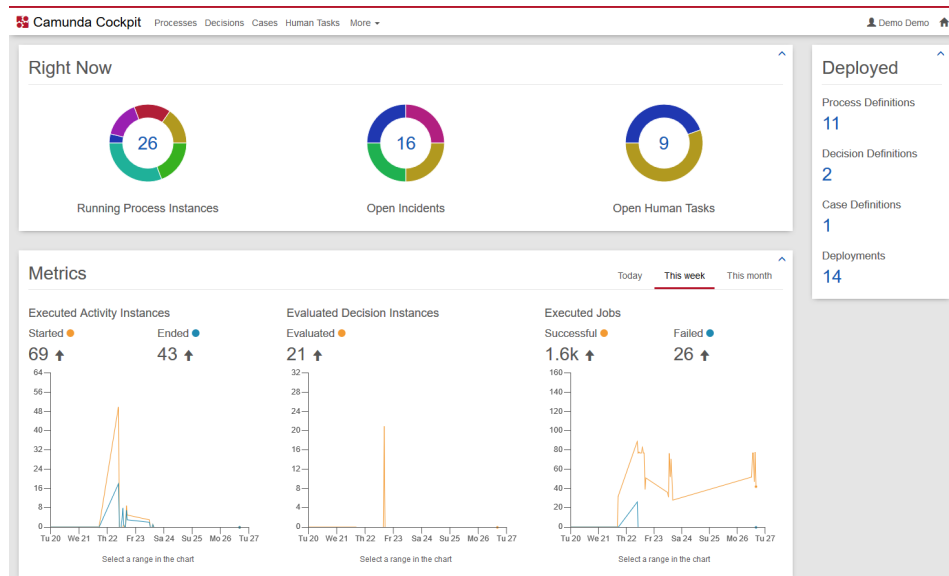 Camunda Cockpit Processes Decisions Cases Human Tasks More Demo Demo
Right Now
26
16
9
Running Process Instances
Open Incidents
Open Human Tasks
Deployed
Process Definitions
11
Decision Definitions
2
Case Definitions
1
Deployments
14
Metrics
Today This week This month
Executed Activity Instances
Started Ended
69 43
64
56
48
40
32
24
16
8
0
Tu 20 We 21 Th 22 Fr 23 Sa 24 Su 25 Mo 26 Tu 27
Select a range in the chart
Evaluated Decision Instances
Evaluated
21
32
28
24
20
16
12
8
4
0
Tu 20 We 21 Th 22 Fr 23 Sa 24 Su 25 Mo 26 Tu 27
Select a range in the chart
Executed Jobs
Successful Failed
1.6k 26
160
140
120
100
80
60
40
20
0
Tu 20 We 21 Th 22 Fr 23 Sa 24 Su 25 Mo 26 Tu 27
Select a range in the chart